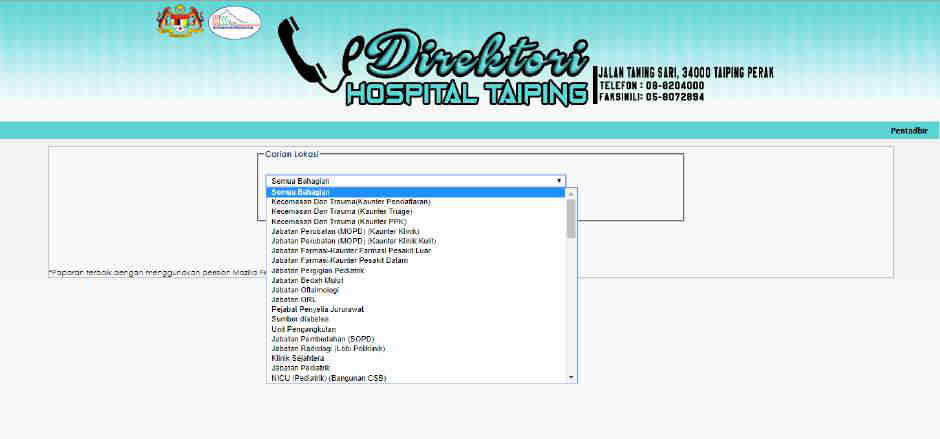 Direktori
HOSPITAL TAIPING
JALAN TAMING SARI, 34000 TAIPING PERAK
TELEFON : 08-8204000
FAKSIMILI: 05-8072894
Pentadbir
Carian Lokasi
Semua Bahagian
Semua Bahagian
Kecemasan Dan Trauma(Kaunter Pendaftaran)
Kecemasan Dan Trauma (Kaunter Triage)
Kecemasan Dan Trauma (Kaunter PPK)
Jabatan Perubatan (MOPD) (Kaunter Klinik)
Jabatan Perubatan (MOPD) (Kaunter Klinik Kulit)
Jabatan Farmasi-Kaunter Farmasi Pesakit Luar
Jabatan Farmasi-Kaunter Pesakit Dalam
*Paparan terbaik dengan menggunakan perisian Mozilla
Jabatan Pergigian Pediatrik
Jabatan Bedah Mulut
Jabatan Oftalmologi
Jabatan ORL
Pejabat Penyelia Jururawat
Sumber diabetes
Unit Pengangkutan
Jabatan Pembedahan (SOPD)
Jabatan Radiologi (Lobi Poliklinik)
Klinik Sejahtera
Jabatan Pediatrik
NICU (Pediatrik) (Bangunan CSB)